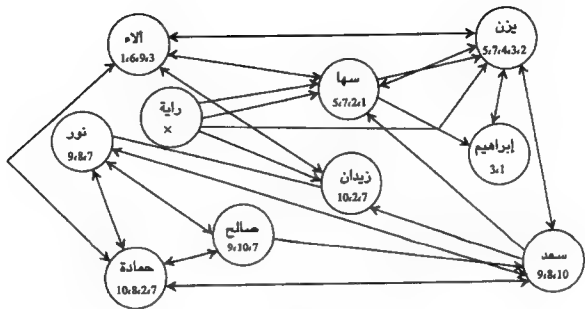 يزن
5؛7؛4؛3؛2
آلاء
1؛6؛9؛3
سها
5؛7؛2؛1
راية
×
نور
9؛8؛7
إبراهيم
3؛1
زيدان
10؛2؛7
صالح
9؛10؛7
سعد
9؛8؛10
حمادة
10؛8؛2؛7